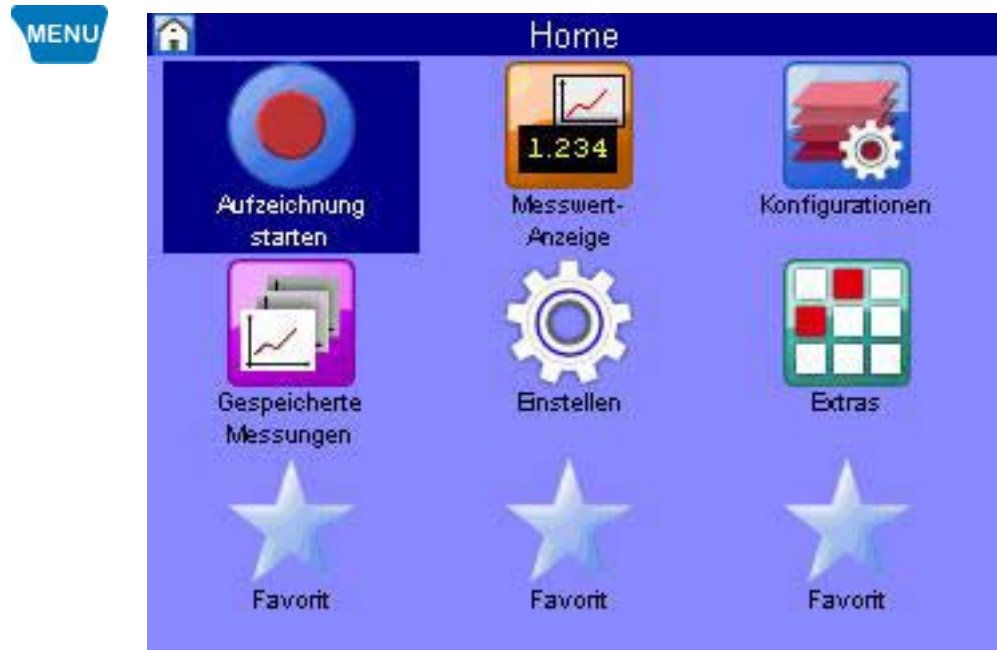 MENU
Home
Aufzeichnung
starten
1.234
Messwert-
Anzeige
Konfigurationen
Gespeicherte
Messungen
Einstellen
Extras
Favorit
Favorit
Favorit